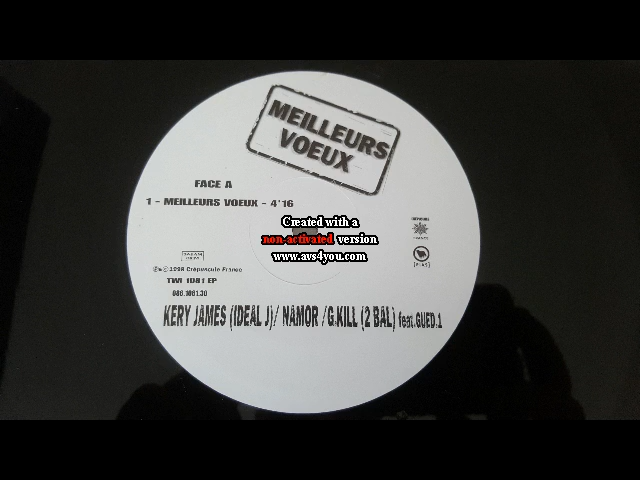 MEILLEURS
VOEUX
FACE A
1 - MEILLEURS VOEUX - 4'16
Created with a
non-activated version
www.avs4you.com
℗ © 1998 Crépuscule France
TWI 1081 EP
KERY JAMES (IDEAL J)/ NAMOR /G.KILL (2 BAL) feat.GUED.1